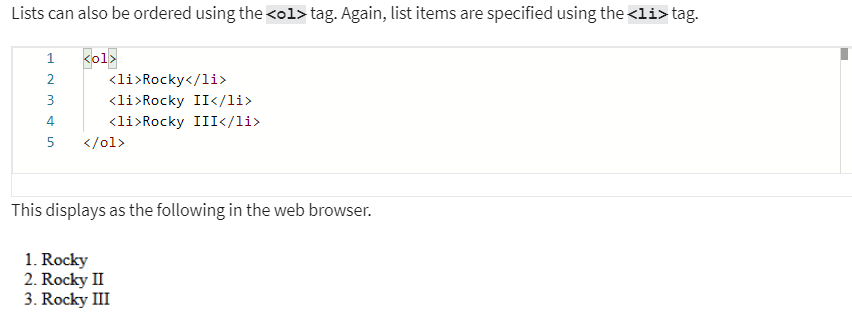 Lists can also be ordered using the <ol> tag. Again, list items are specified using the <li> tag.
1 <ol>
2 <li>Rocky</li>
3 <li>Rocky II</li>
4 <li>Rocky III</li>
5 </ol>
This displays as the following in the web browser.
1. Rocky
2. Rocky II
3. Rocky III